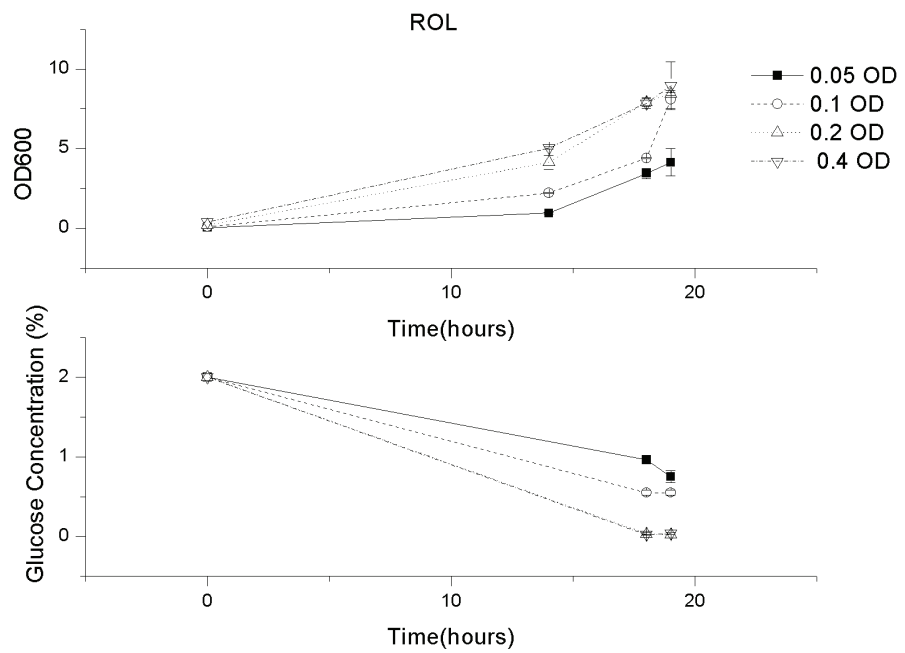 ROL
10
5
0
OD600
0.05 OD
0.1 OD
0.2 OD
0.4 OD
0 10 20
Time(hours)
Glucose Concentration (%)
2
1
0
0 10 20
Time(hours)